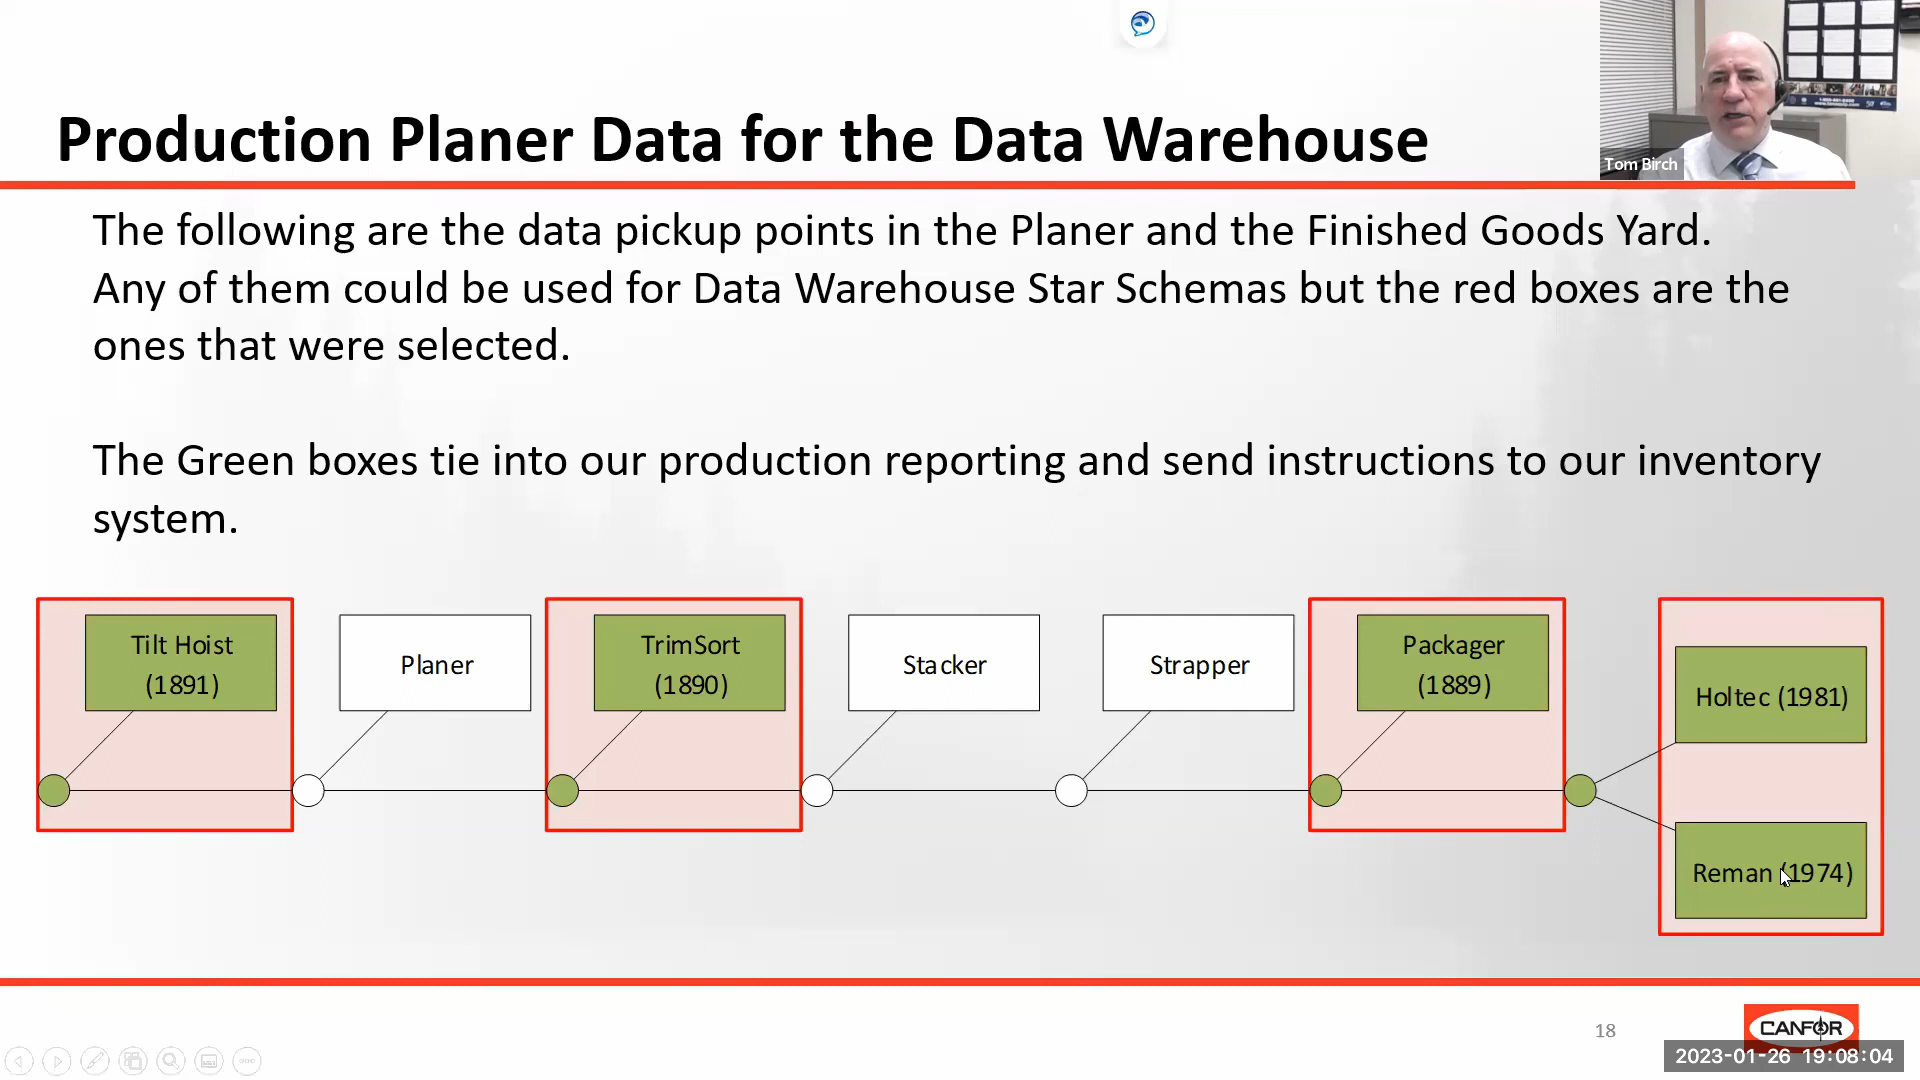 Production Planer Data for the Data Warehouse
Tom Birch
The following are the data pickup points in the Planer and the Finished Goods Yard.
Any of them could be used for Data Warehouse Star Schemas but the red boxes are the
ones that were selected.
The Green boxes tie into our production reporting and send instructions to our inventory
system.
Tilt Hoist
(1891)
Planer
TrimSort
(1890)
Stacker
Strapper
Packager
(1889)
Holtec (1981)
Reman (1974)
18
CANFOR
2023-01-26 19:08:04